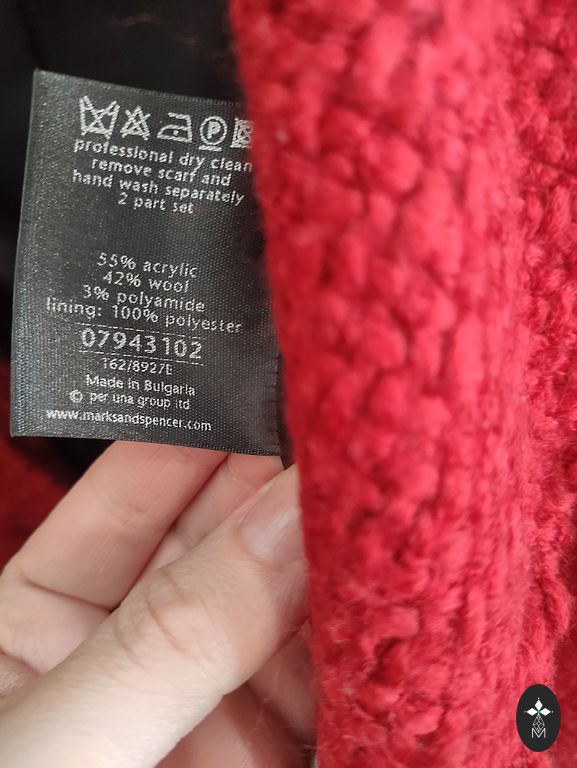 professional dry clean
remove scarf and
hand wash separately
2 part set
55% acrylic
42% wool
3% polyamide
lining: 100% polyester
07943102
162/8927E
Made in Bulgaria
© per una group ltd
www.marksandspencer.com